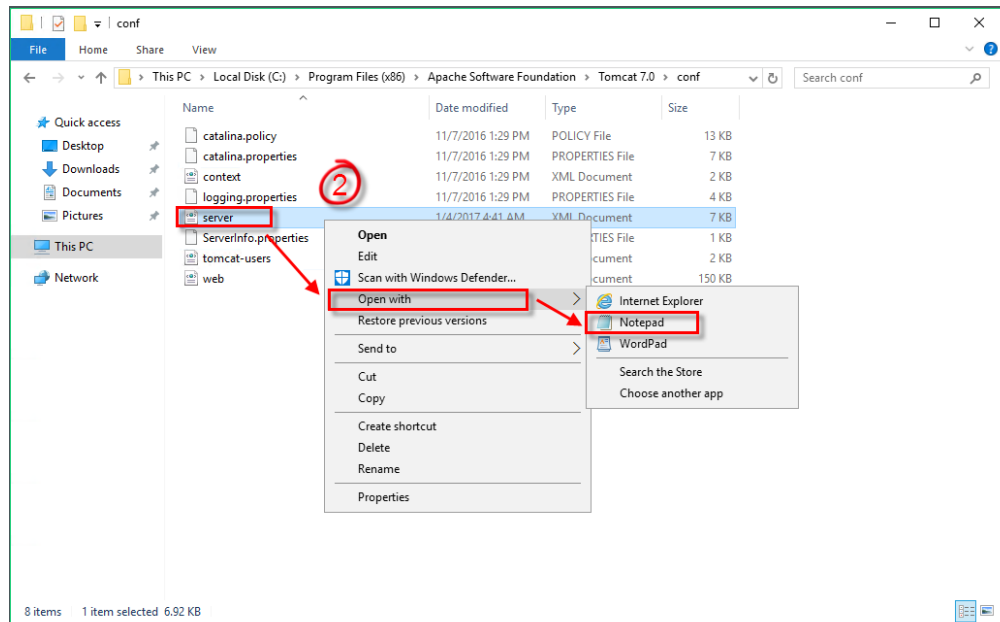 conf
File Home Share View
This PC > Local Disk (C:) > Program Files (x86) > Apache Software Foundation > Tomcat 7.0 > conf
Search conf
Name Date modified Type Size
Quick access
Desktop
Downloads
Documents
Pictures
This PC
Network
catalina.policy 11/7/2016 1:29 PM POLICY File 13 KB
catalina.properties 11/7/2016 1:29 PM PROPERTIES File 7 KB
context 11/7/2016 1:29 PM XML Document 2 KB
logging.properties 11/7/2016 1:29 PM PROPERTIES File 4 KB
server 1/4/2017 4:41 AM XML Document 7 KB
ServerInfo.properties TIES File 1 KB
tomcat-users cument 2 KB
web cument 150 KB
2
Open
Edit
Scan with Windows Defender...
Open with
Restore previous versions
Send to
Cut
Copy
Create shortcut
Delete
Rename
Properties
Internet Explorer
Notepad
WordPad
Search the Store
Choose another app
8 items 1 item selected 6.92 KB